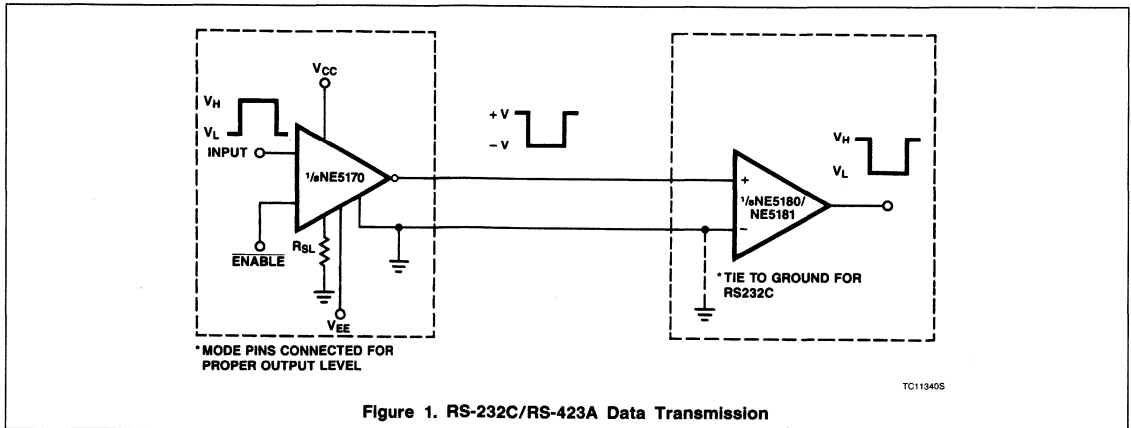 VCC
VH
VL
INPUT
1/8NE5170
ENABLE
RSL
VEE
* MODE PINS CONNECTED FOR
PROPER OUTPUT LEVEL
+ V
− V
VH
VL
+
1/8NE5180/
NE5181
−
* TIE TO GROUND FOR
RS232C
TC11340S
Figure 1. RS-232C/RS-423A Data Transmission